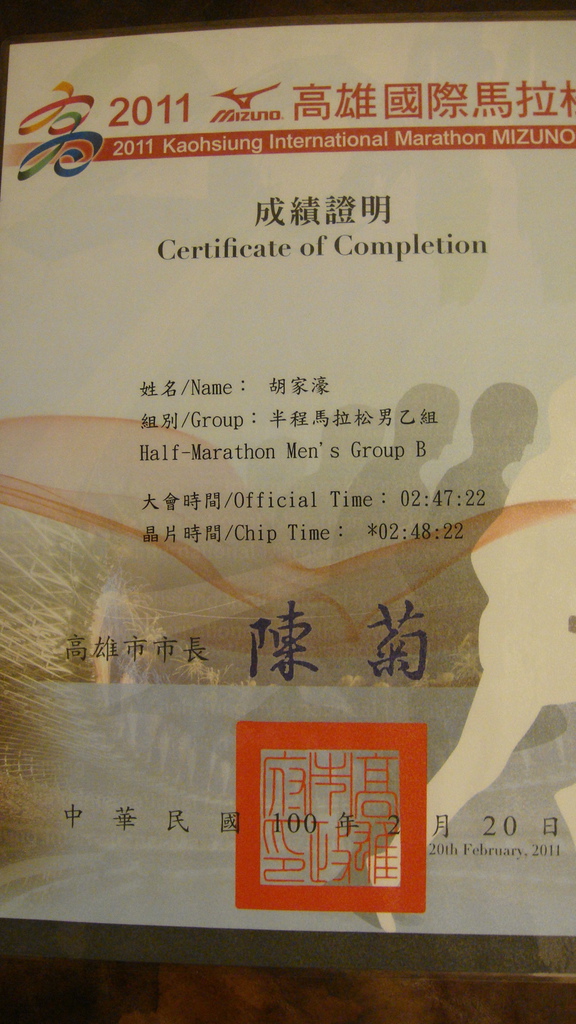 2011 MIZUNO 高雄國際馬拉松
2011 Kaohsiung International Marathon MIZUNO
成績證明
Certificate of Completion
姓名/Name： 胡家濠
組別/Group：半程馬拉松男乙組
Half-Marathon Men's Group B
大會時間/Official Time： 02:47:22
晶片時間/Chip Time： *02:48:22
高雄市市長 陳菊
高雄市政府印
中華民國 100 年 2 月 20 日
20th February, 2011